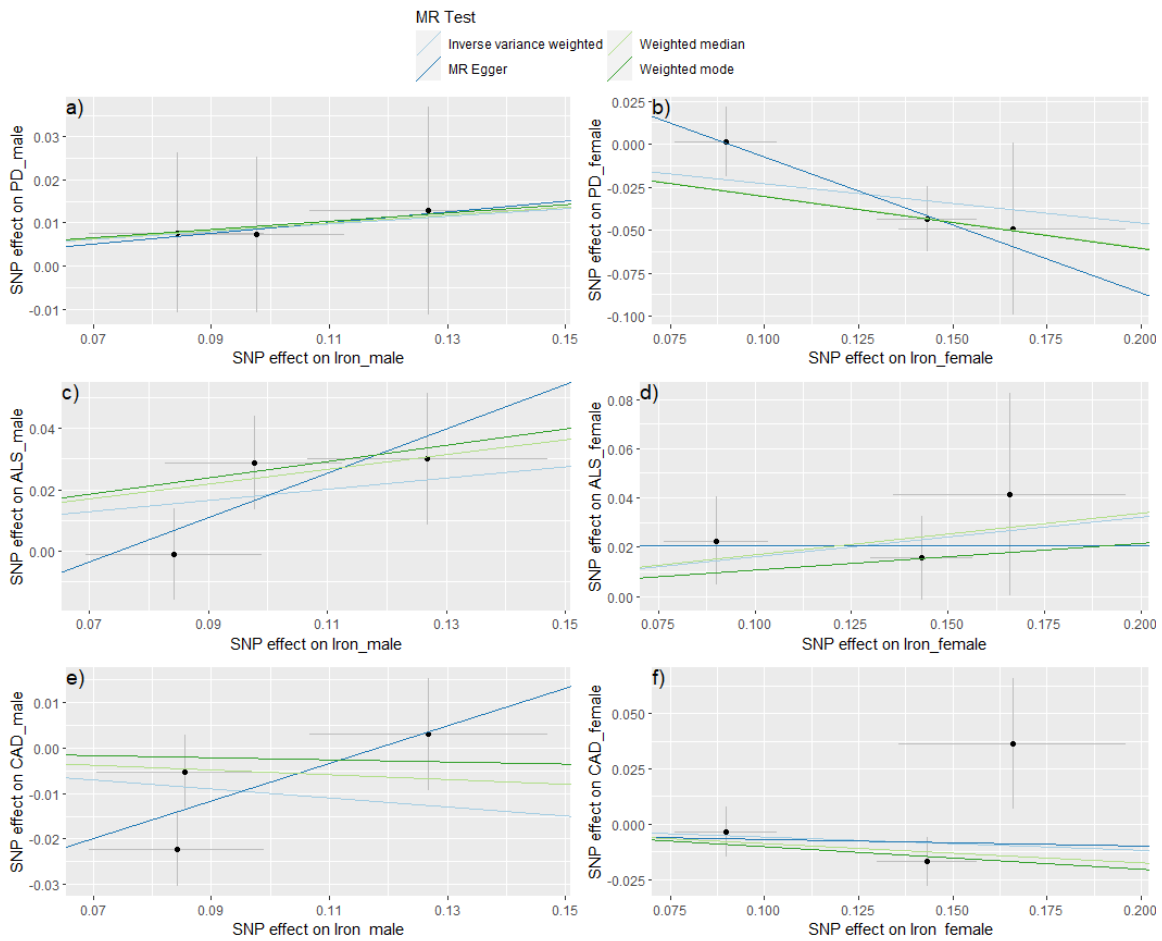 MR Test
Inverse variance weighted
Weighted median
MR Egger
Weighted mode
a)
SNP effect on PD_male
0.03
0.02
0.01
0.00
-0.01
0.07 0.09 0.11 0.13 0.15
SNP effect on Iron_male
b)
SNP effect on PD_female
0.025
0.000
-0.025
-0.050
-0.075
-0.100
0.075 0.100 0.125 0.150 0.175 0.200
SNP effect on Iron_female
c)
SNP effect on ALS_male
0.04
0.02
0.00
0.07 0.09 0.11 0.13 0.15
SNP effect on Iron_male
d)
SNP effect on ALS_female
0.08
0.06
0.04
0.02
0.00
0.075 0.100 0.125 0.150 0.175 0.200
SNP effect on Iron_female
e)
SNP effect on CAD_male
0.01
0.00
-0.01
-0.02
-0.03
0.07 0.09 0.11 0.13 0.15
SNP effect on Iron_male
f)
SNP effect on CAD_female
0.050
0.025
0.000
-0.025
0.075 0.100 0.125 0.150 0.175 0.200
SNP effect on Iron_female